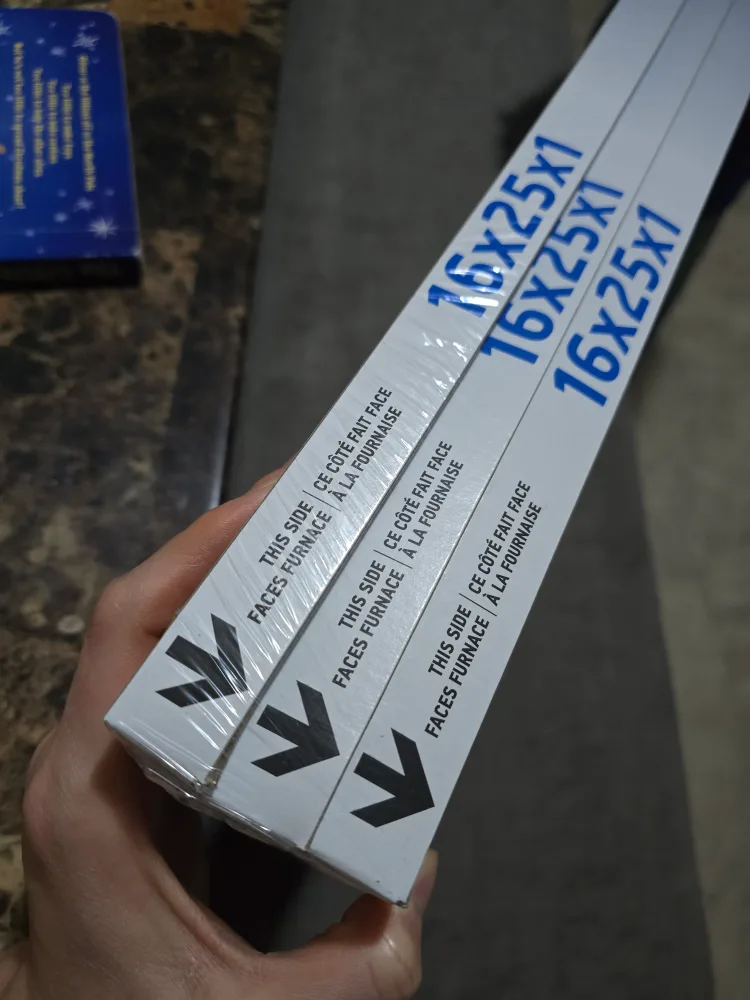 16x25x1
THIS SIDE | CE CÔTÉ FAIT FACE
FACES FURNACE | À LA FOURNAISE
16x25x1
THIS SIDE | CE CÔTÉ FAIT FACE
FACES FURNACE | À LA FOURNAISE
16x25x1
THIS SIDE | CE CÔTÉ FAIT FACE
FACES FURNACE | À LA FOURNAISE